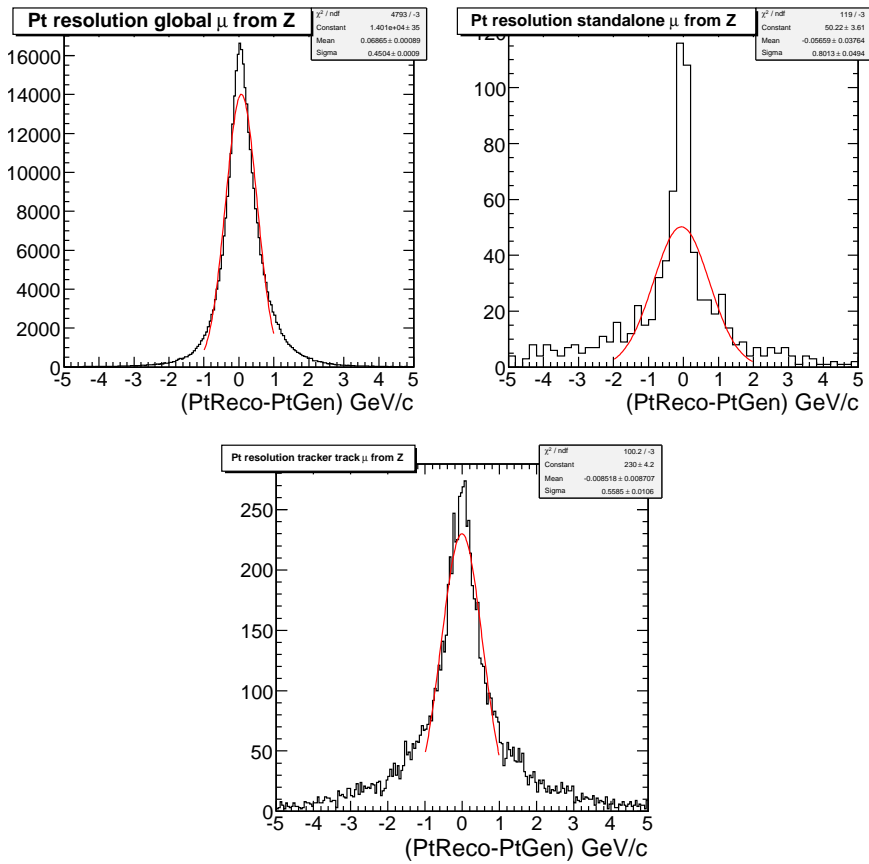 Pt resolution global μ from Z
χ² / ndf 4793 / -3
Constant 1.401e+04 ± 35
Mean 0.06865 ± 0.00089
Sigma 0.4504 ± 0.0009
16000
14000
12000
10000
8000
6000
4000
2000
0
-5 -4 -3 -2 -1 0 1 2 3 4 5
(PtReco-PtGen) GeV/c
Pt resolution standalone μ from Z
χ² / ndf 119 / -3
Constant 50.22 ± 3.61
Mean -0.05659 ± 0.03764
Sigma 0.8013 ± 0.0494
120
100
80
60
40
20
0
-5 -4 -3 -2 -1 0 1 2 3 4 5
(PtReco-PtGen) GeV/c
Pt resolution tracker track μ from Z
χ² / ndf 100.2 / -3
Constant 230 ± 4.2
Mean -0.008518 ± 0.008707
Sigma 0.5585 ± 0.0106
250
200
150
100
50
0
-5 -4 -3 -2 -1 0 1 2 3 4 5
(PtReco-PtGen) GeV/c